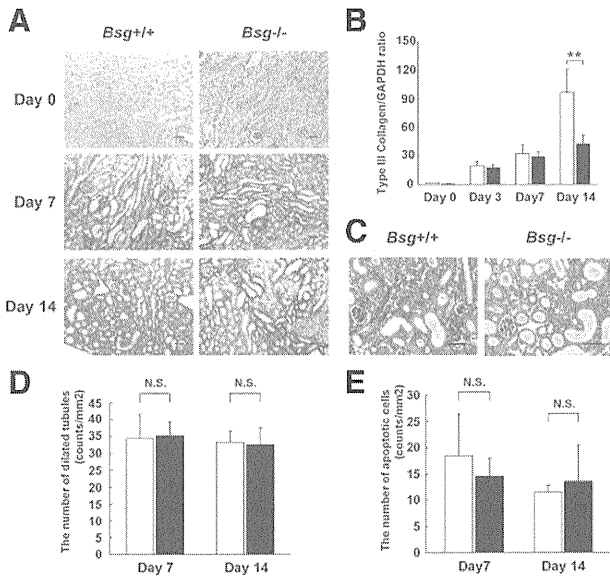 A
Bsg+/+
Bsg-/-
Day 0
Day 7
Day 14
B
Type III Collagen/GAPDH ratio
150
120
90
60
30
0
**
Day 0
Day 3
Day7
Day 14
C
Bsg+/+
Bsg-/-
D
The number of dilated tubules
(counts/mm2)
45
40
35
30
25
20
15
10
5
0
N.S.
N.S.
Day 7
Day 14
E
The number of apoptotic cells
(counts/mm2)
30
25
20
15
10
5
0
N.S.
N.S.
Day7
Day 14